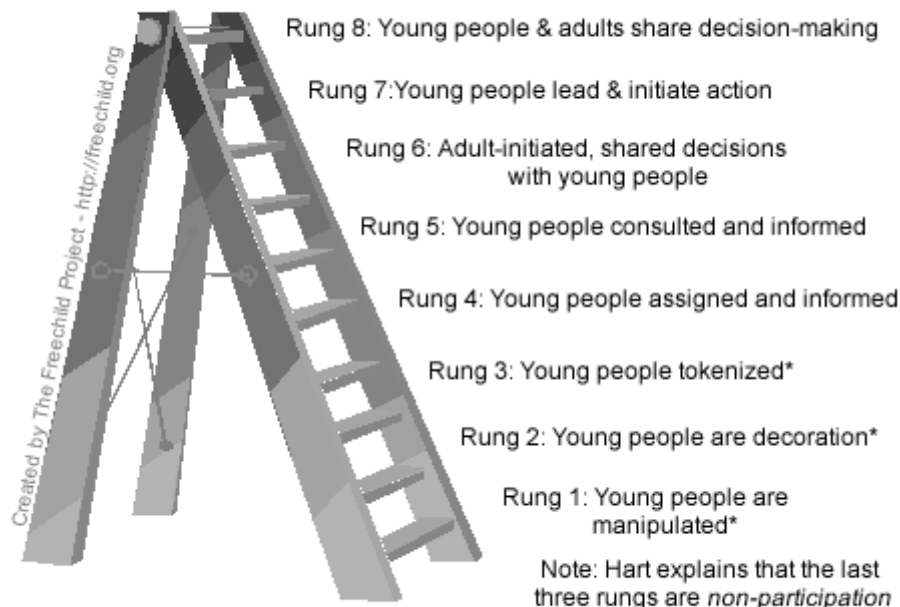 Rung 8: Young people & adults share decision-making
Rung 7:Young people lead & initiate action
Rung 6: Adult-initiated, shared decisions
with young people
Rung 5: Young people consulted and informed
Rung 4: Young people assigned and informed
Rung 3: Young people tokenized*
Rung 2: Young people are decoration*
Rung 1: Young people are
manipulated*
Note: Hart explains that the last
three rungs are non-participation
Created by The Freechild Project - http://freechild.org